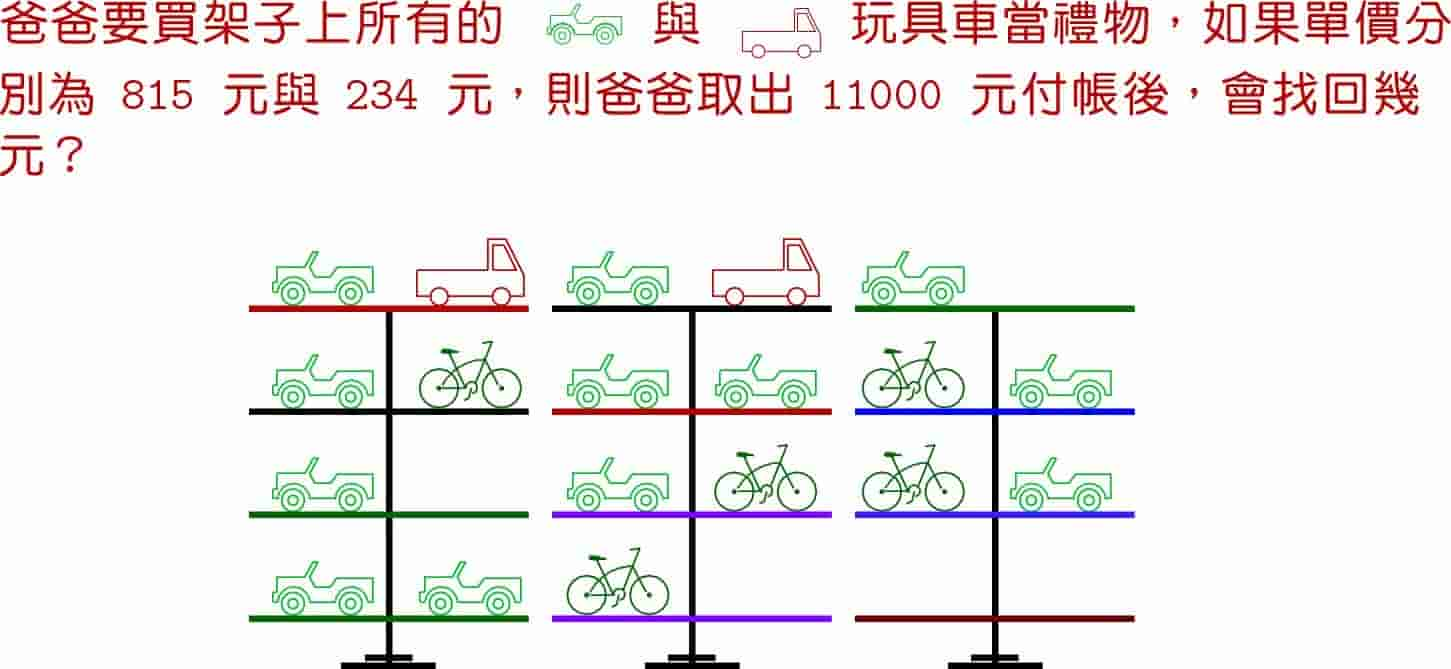 爸爸要買架子上所有的 與 玩具車當禮物，如果單價分
別為 815 元與 234 元，則爸爸取出 11000 元付帳後，會找回幾
元？